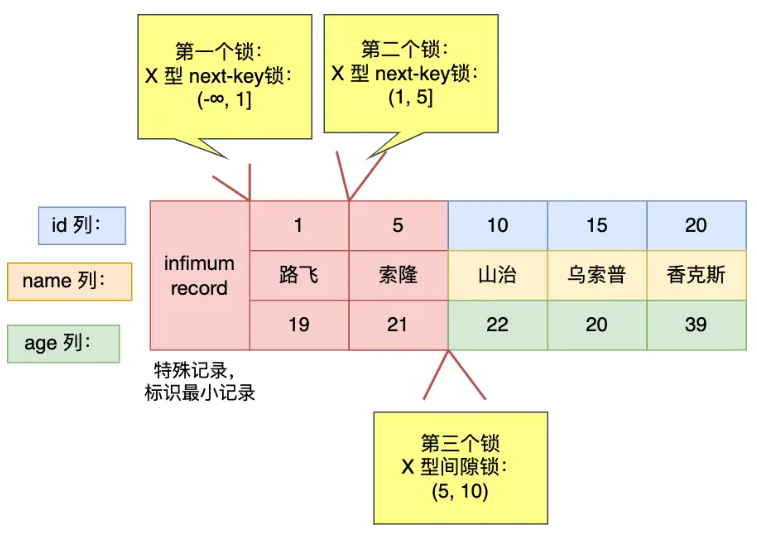 第一个锁：
X 型 next-key锁：
(-∞, 1]
第二个锁：
X 型 next-key锁：
(1, 5]
id 列：
name 列：
age 列：
infimum
record
1
5
10
15
20
路飞
索隆
山治
乌索普
香克斯
19
21
22
20
39
特殊记录，
标识最小记录
第三个锁
X 型间隙锁：
(5, 10)